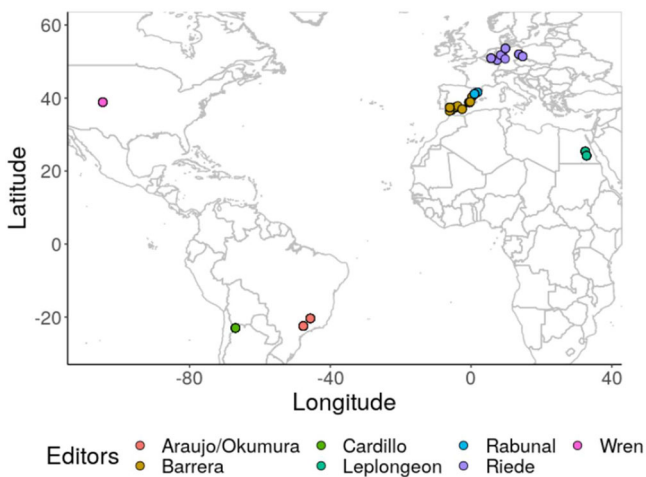 60
40
20
0
-20
Latitude
-80 -40 0 40
Longitude
Editors Araujo/Okumura Cardillo Rabunal Wren
Barrera Leplongeon Riede